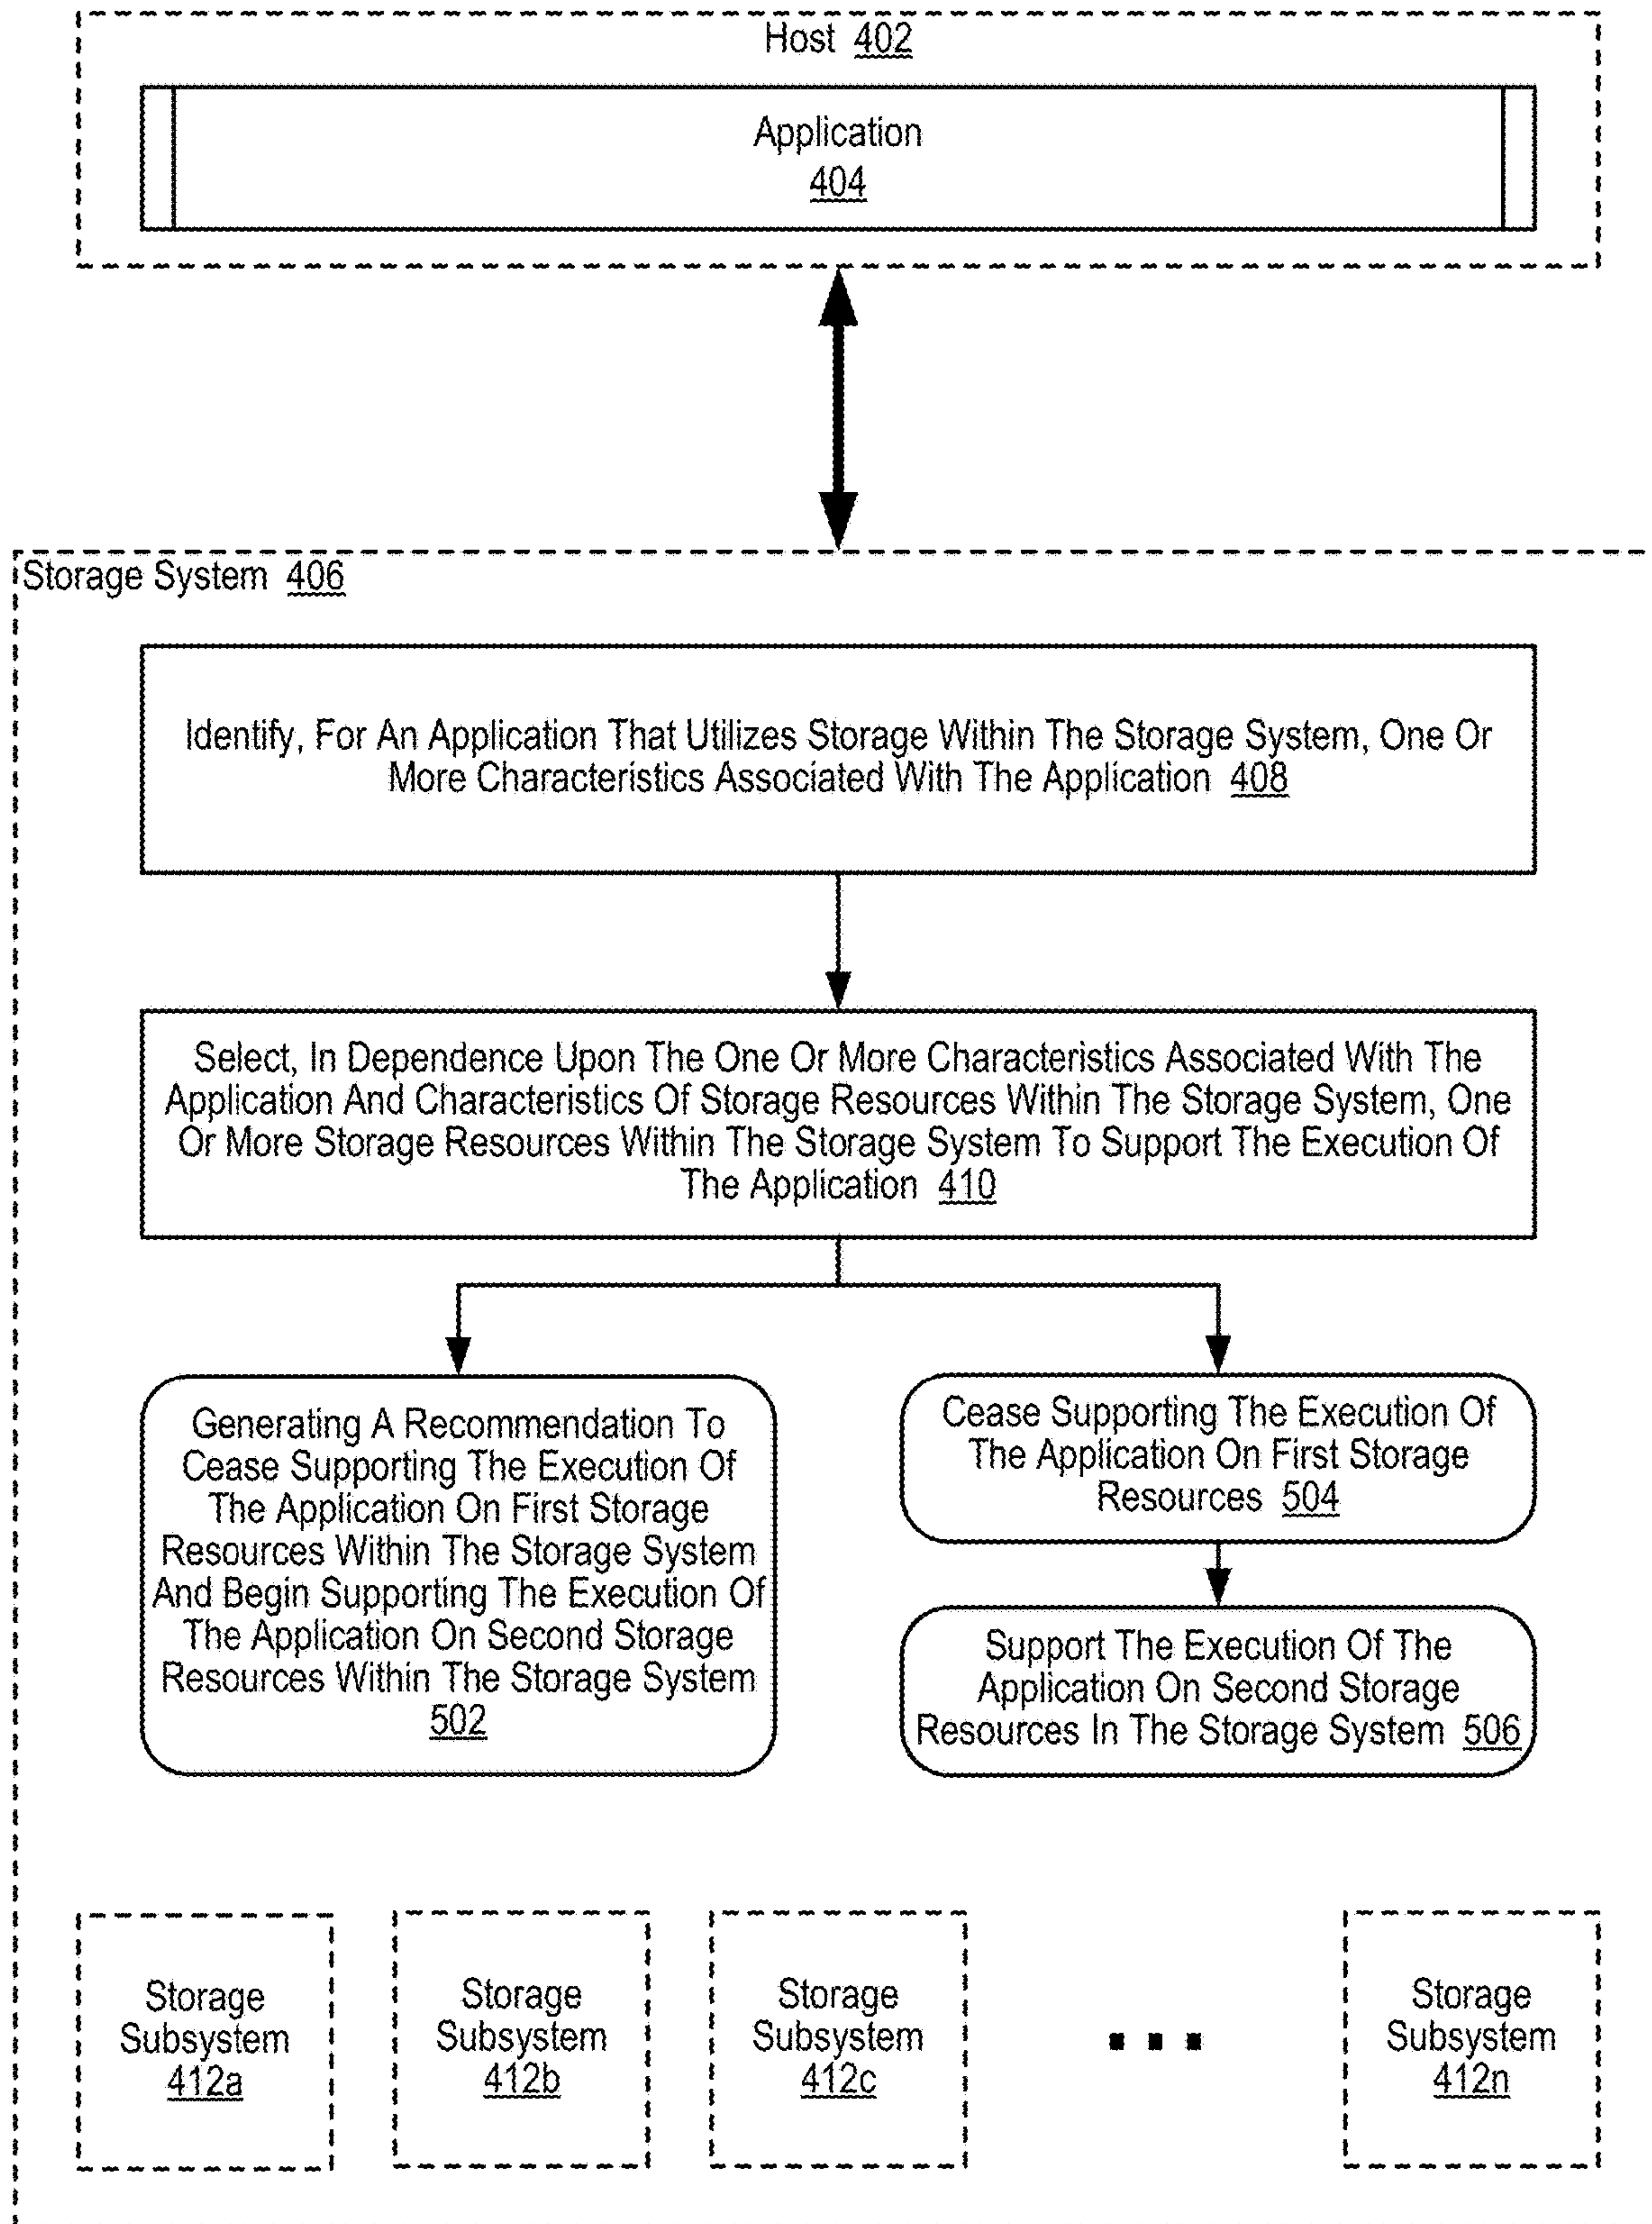 Host 402
Application
404
Storage System 406
Identify, For An Application That Utilizes Storage Within The Storage System, One Or
More Characteristics Associated With The Application 408
Select, In Dependence Upon The One Or More Characteristics Associated With The
Application And Characteristics Of Storage Resources Within The Storage System, One
Or More Storage Resources Within The Storage System To Support The Execution Of
The Application 410
Generating A Recommendation To
Cease Supporting The Execution Of
The Application On First Storage
Resources Within The Storage System
And Begin Supporting The Execution Of
The Application On Second Storage
Resources Within The Storage System
502
Cease Supporting The Execution Of
The Application On First Storage
Resources 504
Support The Execution Of The
Application On Second Storage
Resources In The Storage System 506
Storage
Subsystem
412a
Storage
Subsystem
412b
Storage
Subsystem
412c
...
Storage
Subsystem
412n